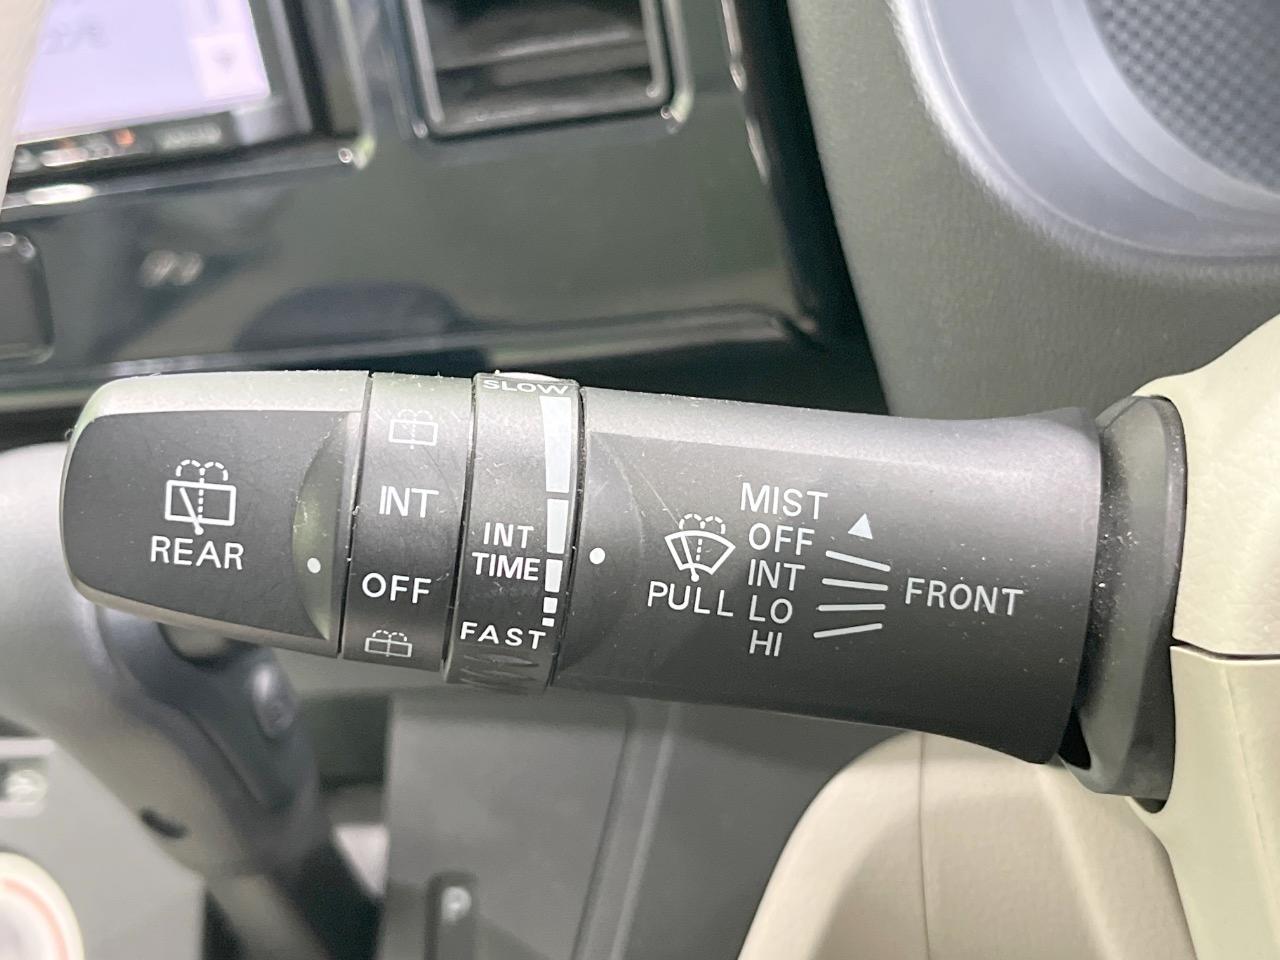 REAR
INT
OFF
SLOW
INT
TIME
FAST
PULL
MIST
OFF
INT
LO
HI
FRONT
P